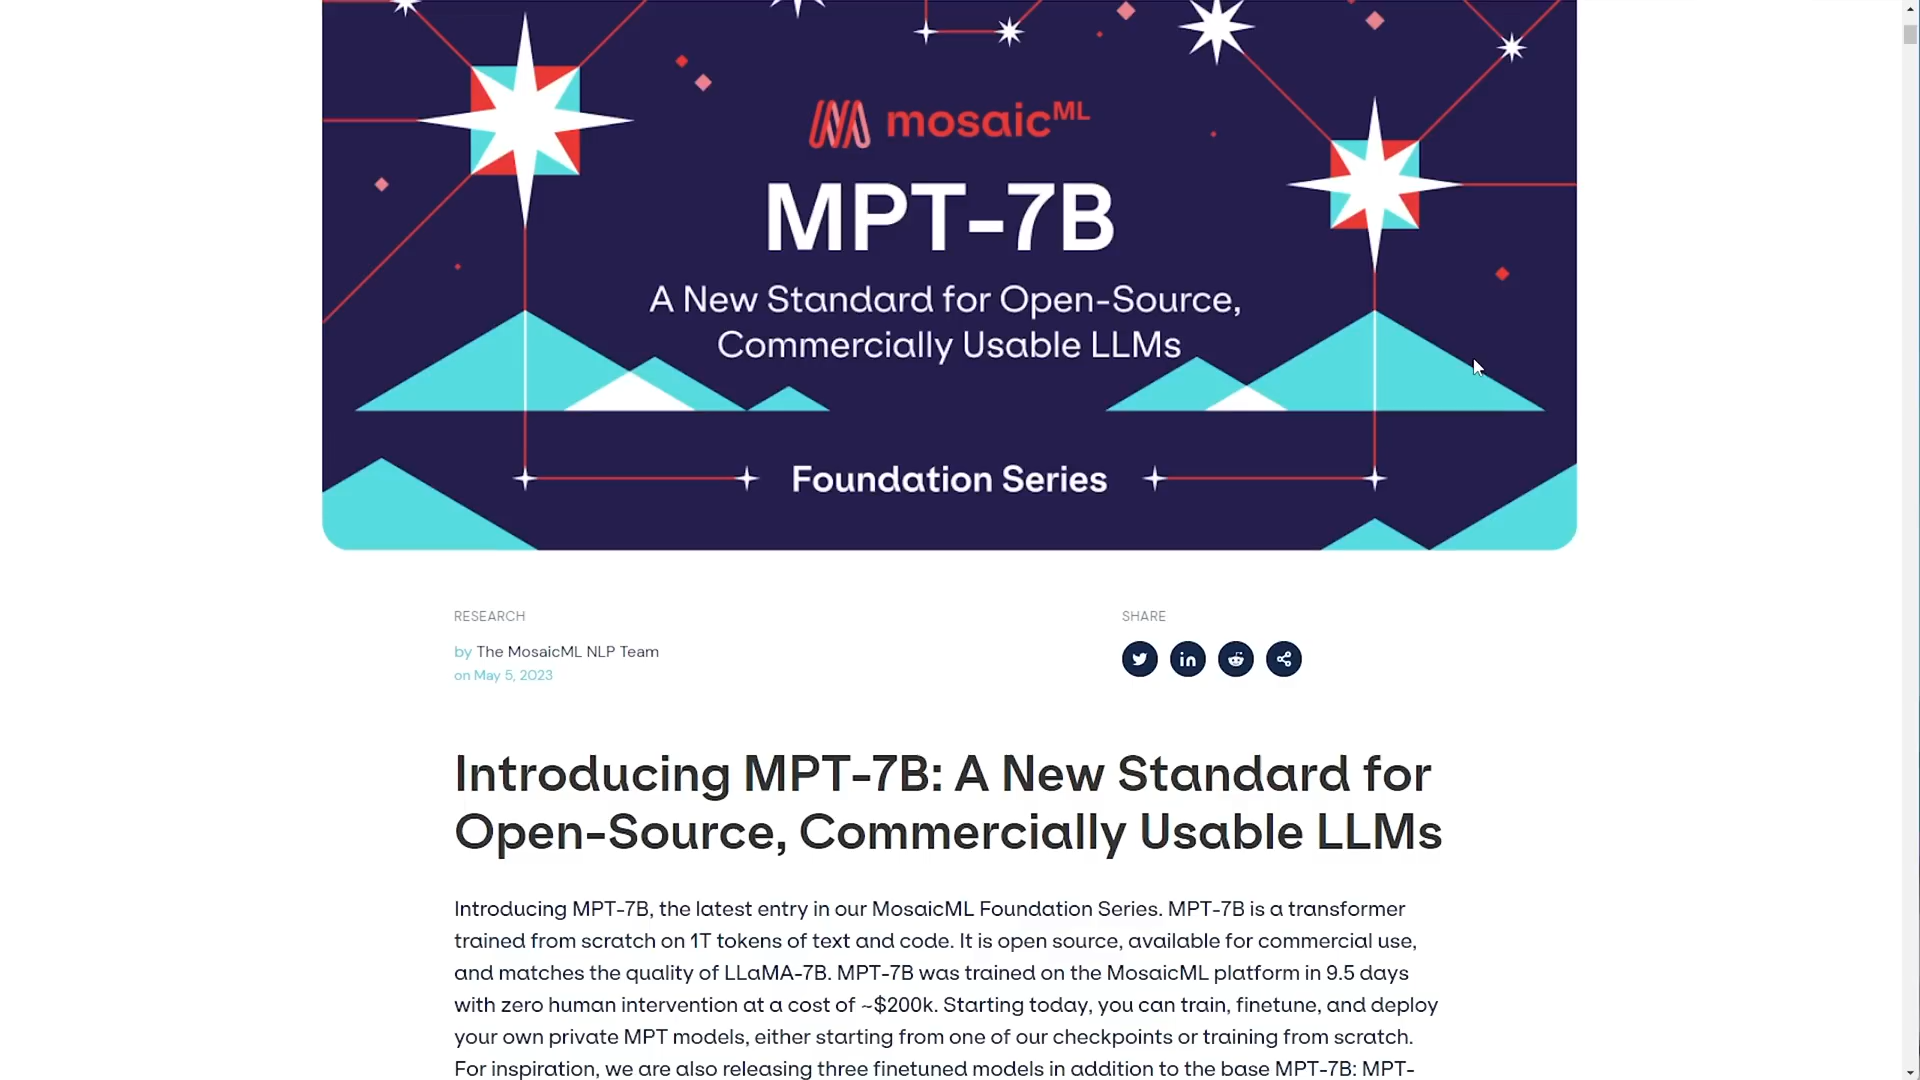 mosaicML
MPT-7B
A New Standard for Open-Source,
Commercially Usable LLMs
Foundation Series
RESEARCH
by The MosaicML NLP Team
on May 5, 2023
SHARE
Introducing MPT-7B: A New Standard for
Open-Source, Commercially Usable LLMs
Introducing MPT-7B, the latest entry in our MosaicML Foundation Series. MPT-7B is a transformer
trained from scratch on 1T tokens of text and code. It is open source, available for commercial use,
and matches the quality of LLaMA-7B. MPT-7B was trained on the MosaicML platform in 9.5 days
with zero human intervention at a cost of ~$200k. Starting today, you can train, finetune, and deploy
your own private MPT models, either starting from one of our checkpoints or training from scratch.
For inspiration, we are also releasing three finetuned models in addition to the base MPT-7B: MPT-